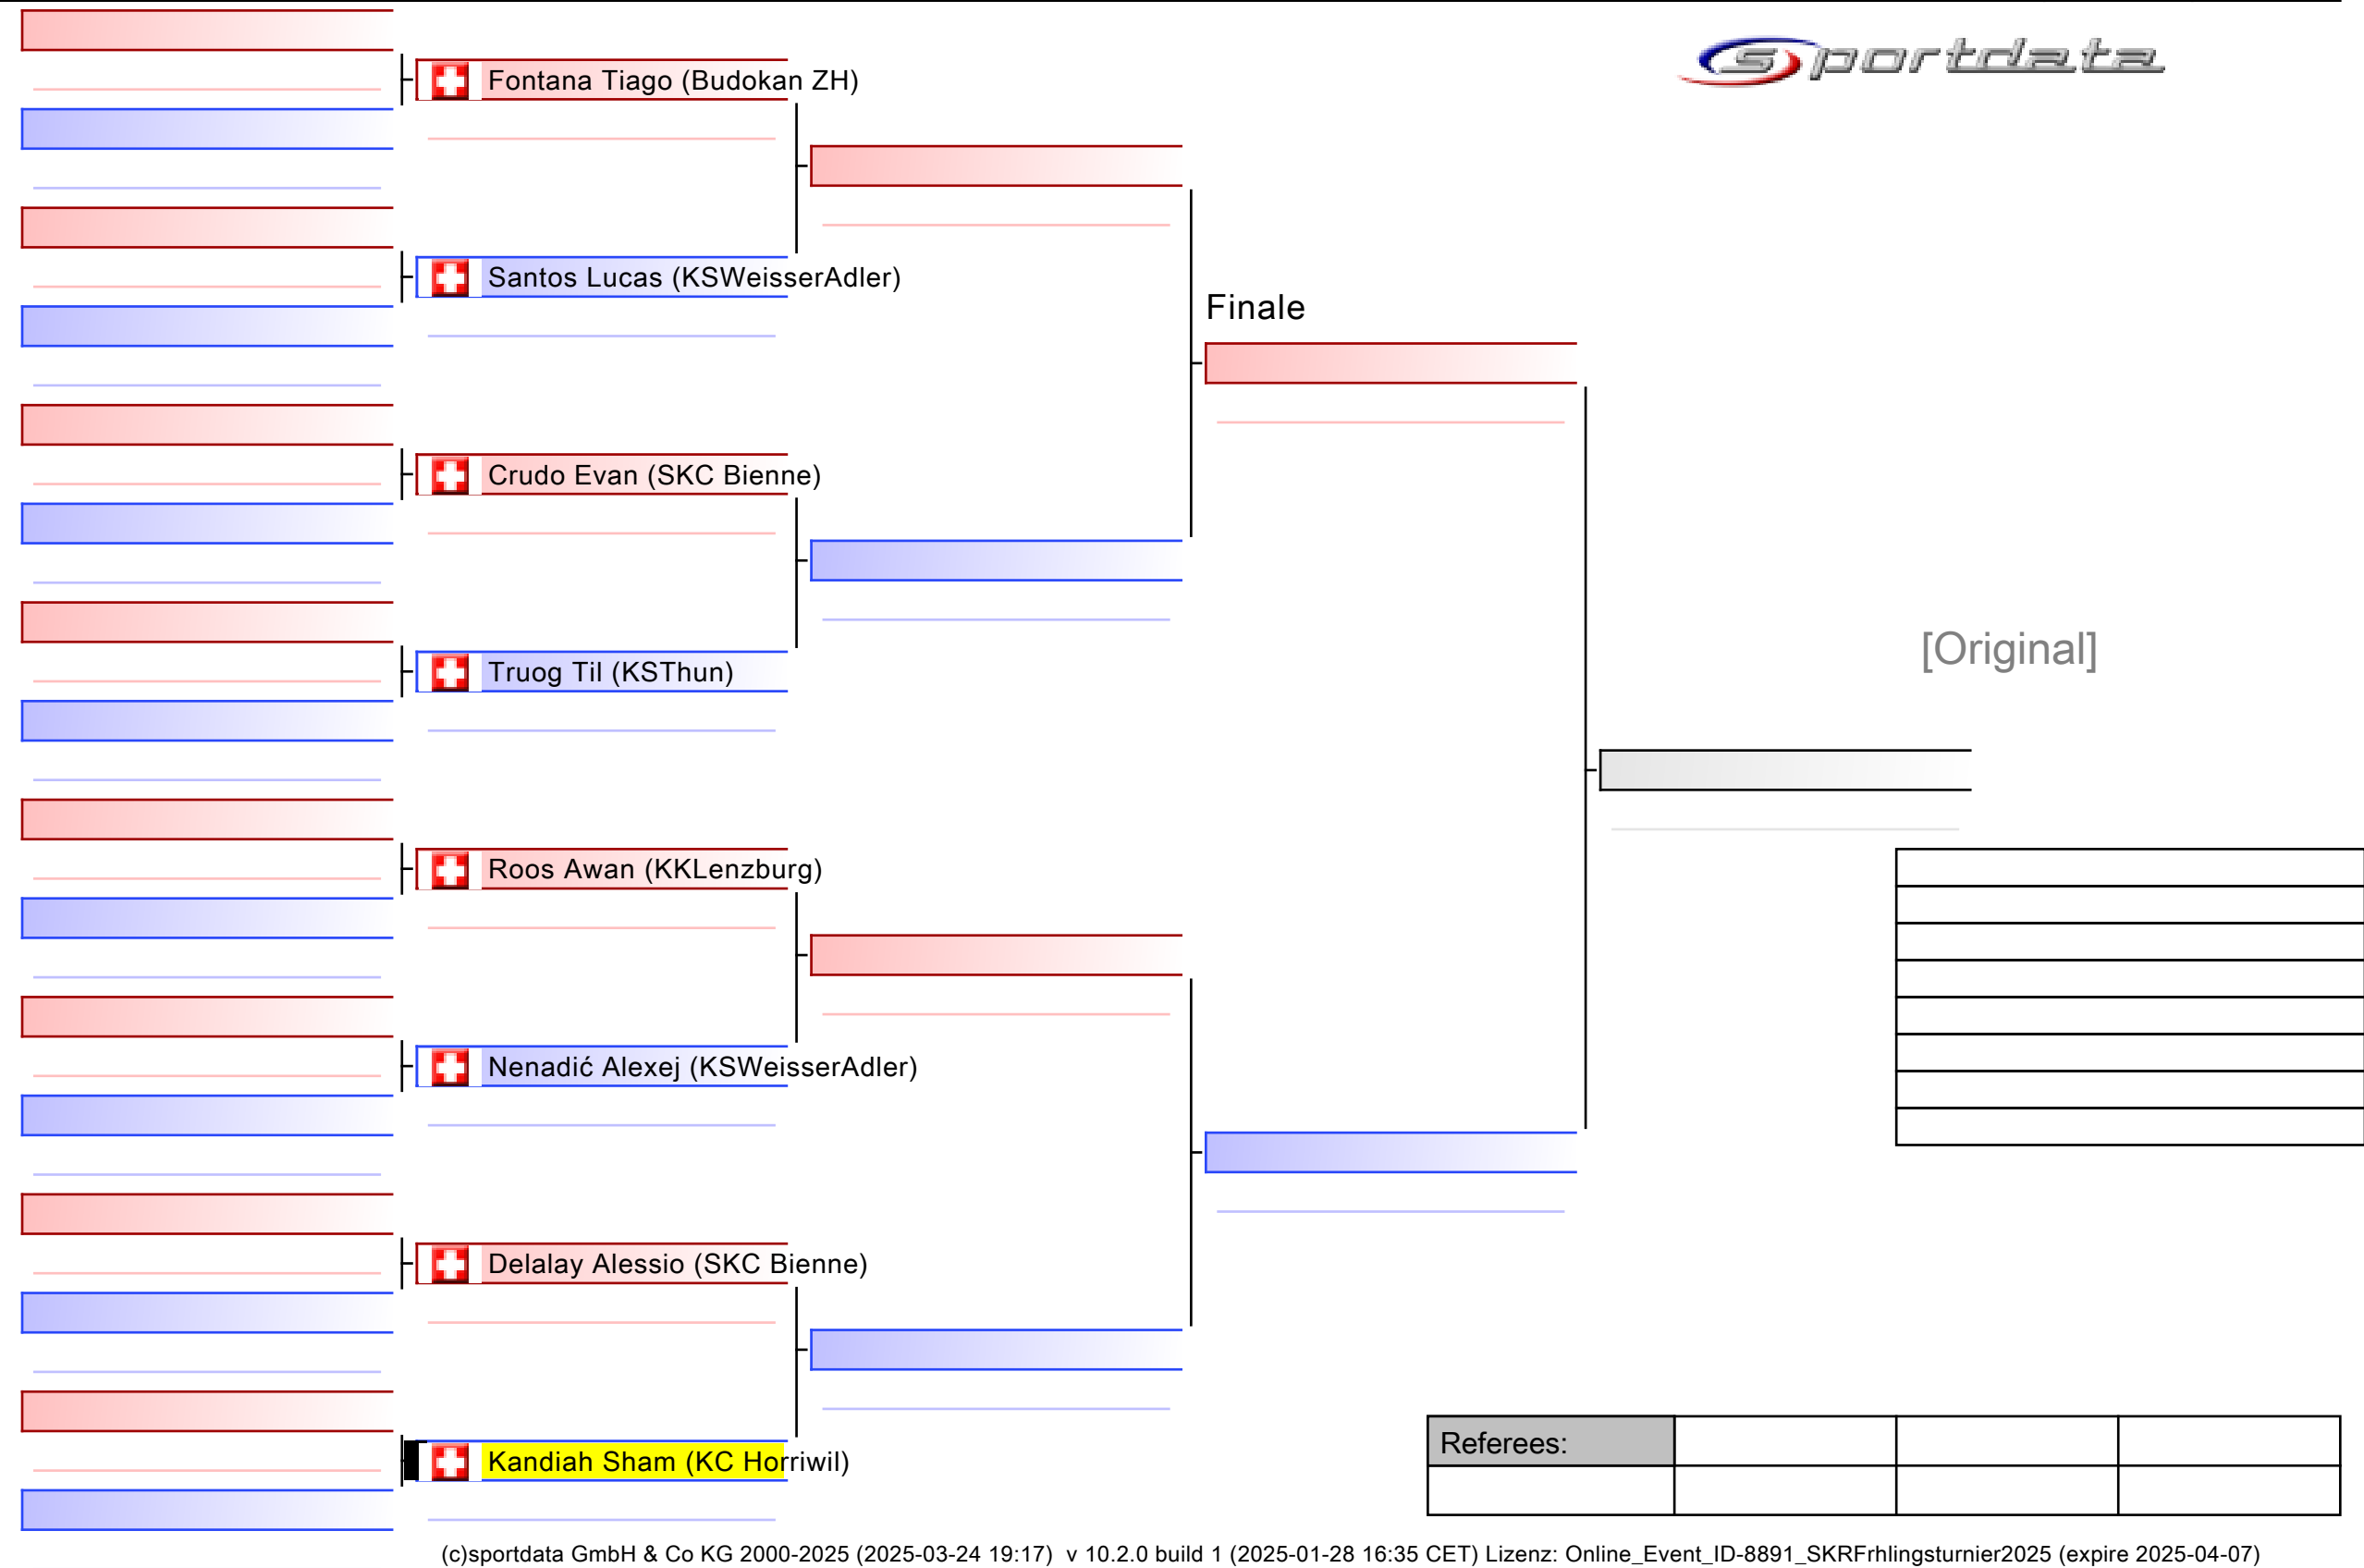 sportdata
Fontana Tiago (Budokan ZH)
Santos Lucas (KSWeisserAdler)
Finale
Crudo Evan (SKC Bienne)
Truog Til (KSThun)
[Original]
Roos Awan (KKLenzburg)
Nenadić Alexej (KSWeisserAdler)
Delalay Alessio (SKC Bienne)
Kandiah Sham (KC Horriwil)
Referees:
(c)sportdata GmbH & Co KG 2000-2025 (2025-03-24 19:17) v 10.2.0 build 1 (2025-01-28 16:35 CET) Lizenz: Online_Event_ID-8891_SKRFrhlingsturnier2025 (expire 2025-04-07)